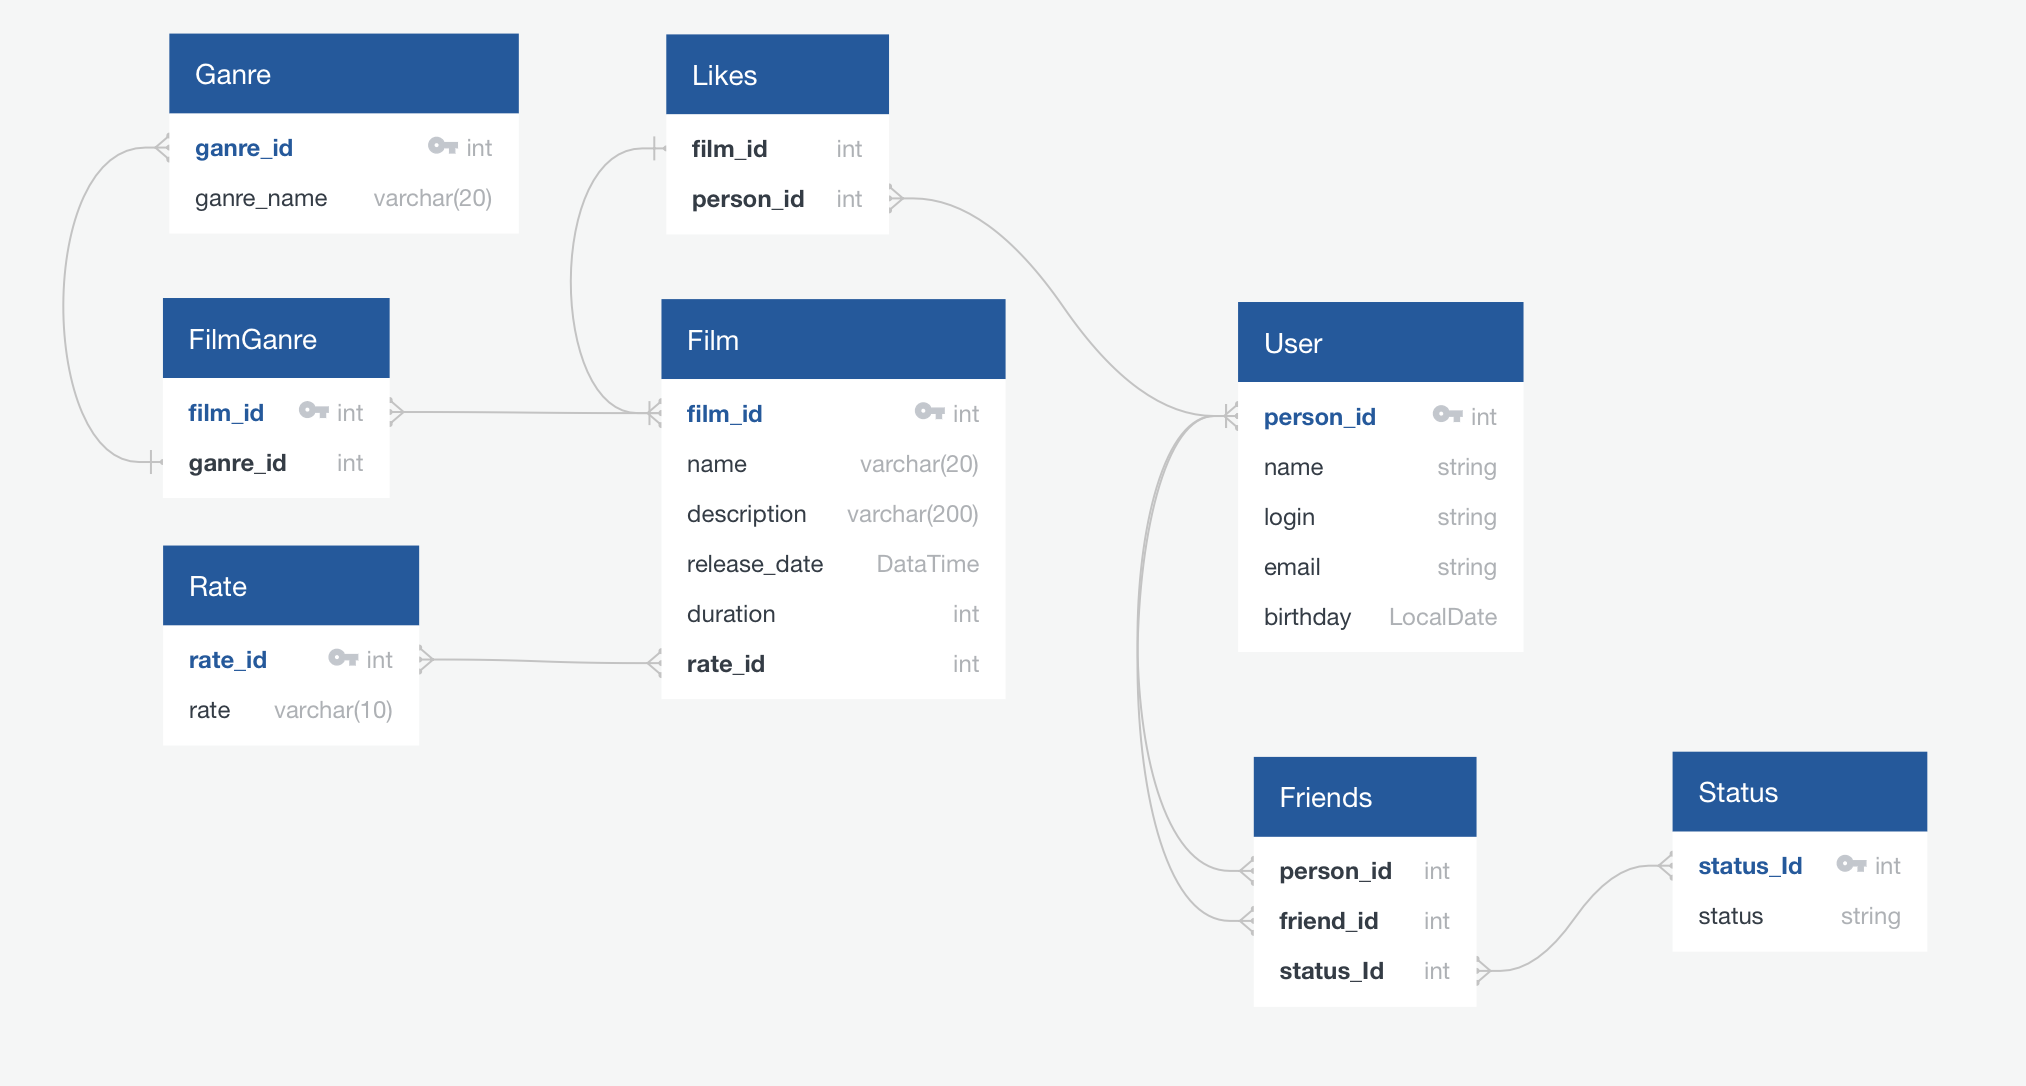 Ganre
ganre_id int
ganre_name varchar(20)
Likes
film_id int
person_id int
FilmGanre
film_id int
ganre_id int
Film
film_id int
name varchar(20)
description varchar(200)
release_date DataTime
duration int
rate_id int
User
person_id int
name string
login string
email string
birthday LocalDate
Rate
rate_id int
rate varchar(10)
Friends
person_id int
friend_id int
status_Id int
Status
status_Id int
status string